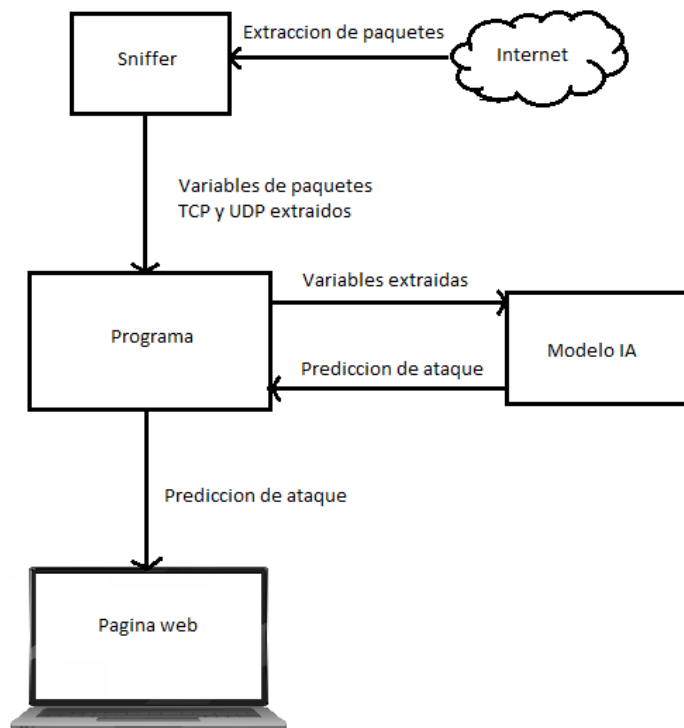 Extraccion de paquetes
Sniffer
Internet
Variables de paquetes
TCP y UDP extraidos
Variables extraidas
Programa
Modelo IA
Prediccion de ataque
Prediccion de ataque
Pagina web